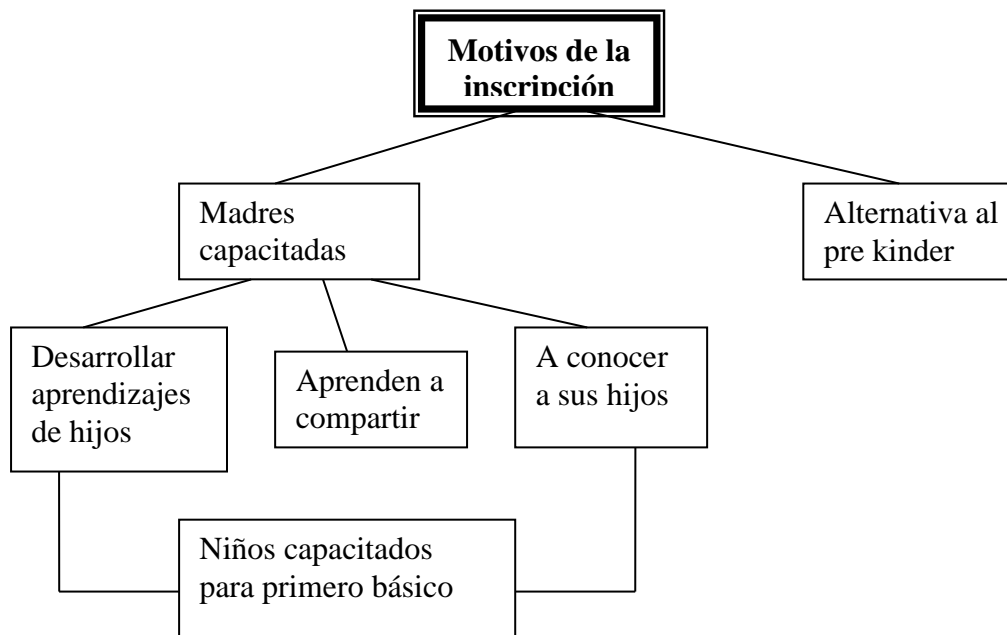 Motivos de la
inscripción
Madres
capacitadas
Alternativa al
pre kinder
Desarrollar
aprendizajes
de hijos
Aprenden a
compartir
A conocer
a sus hijos
Niños capacitados
para primero básico